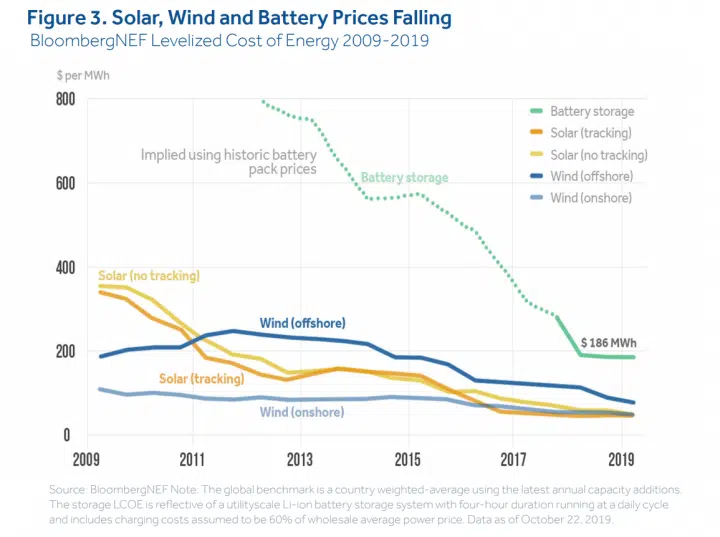 Figure 3. Solar, Wind and Battery Prices Falling
BloombergNEF Levelized Cost of Energy 2009-2019
$ per MWh
800
600
400
200
0
Battery storage
Solar (tracking)
Solar (no tracking)
Wind (offshore)
Wind (onshore)
Implied using historic battery
pack prices
Battery storage
Solar (no tracking)
Wind (offshore)
$ 186 MWh
Solar (tracking)
Wind (onshore)
2009
2011
2013
2015
2017
2019
Source: BloombergNEF Note: The global benchmark is a country weighted-average using the latest annual capacity additions.
The storage LCOE is reflective of a utilityscale Li-ion battery storage system with four-hour duration running at a daily cycle
and includes charging costs assumed to be 60% of wholesale average power price. Data as of October 22, 2019.